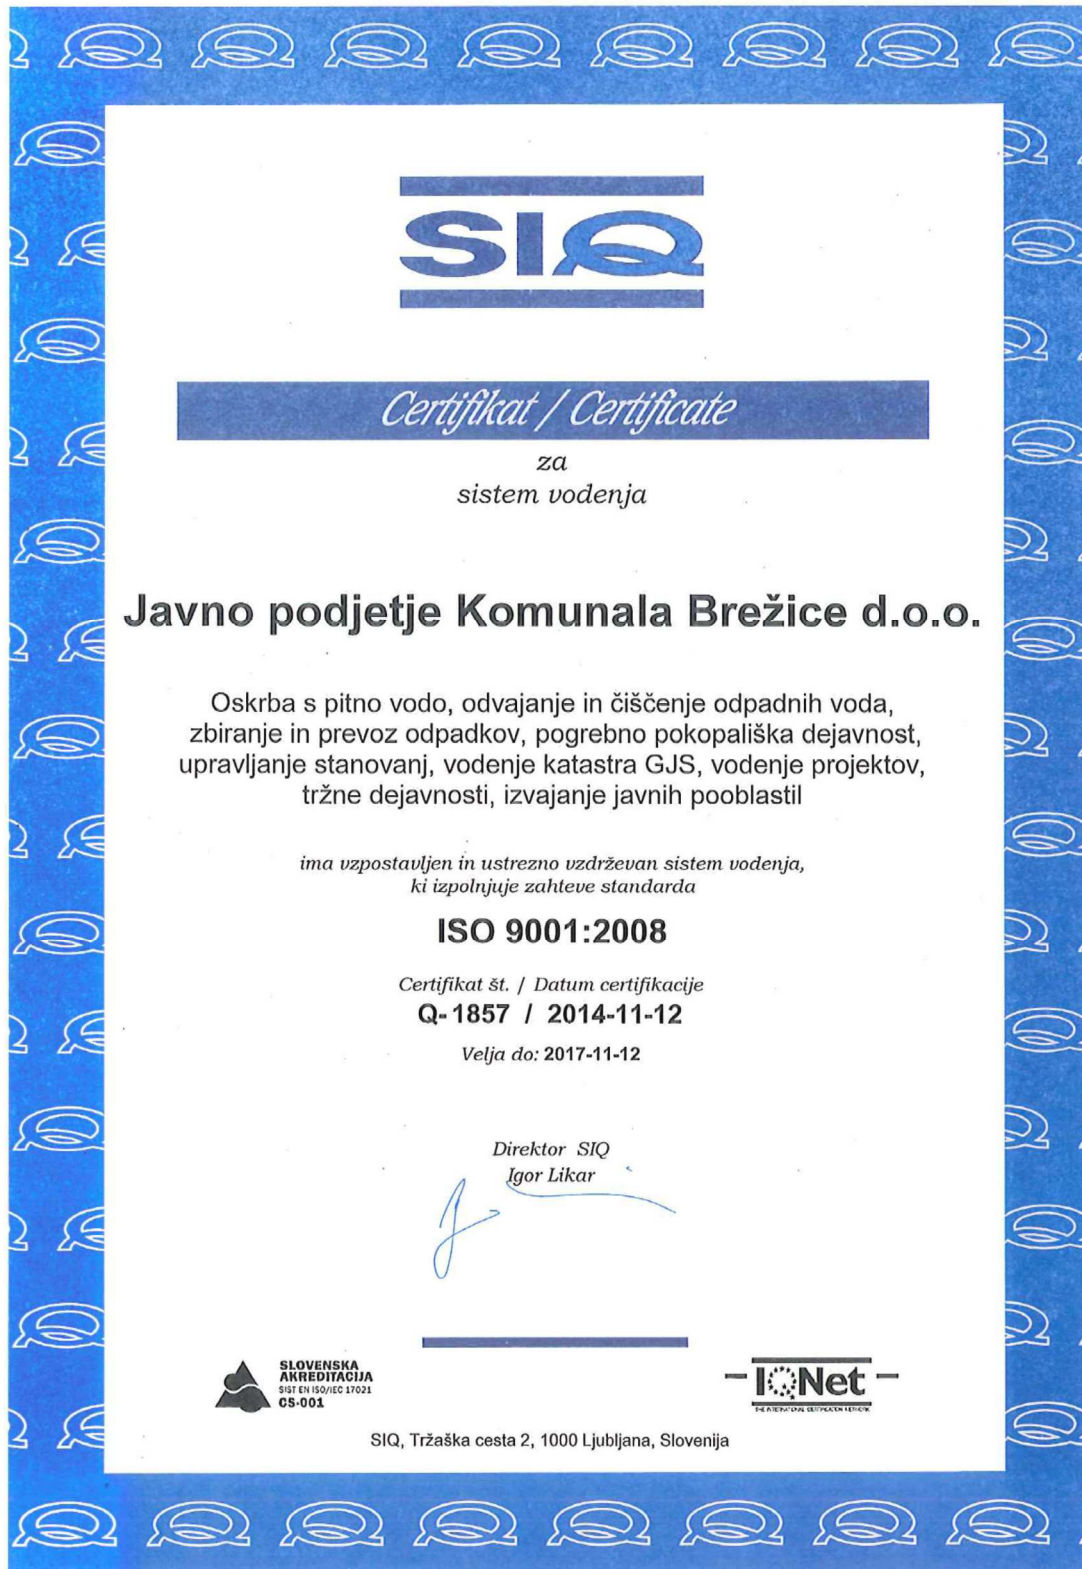 SIQ
Certifikat / Certificate
za
sistem vodenja
Javno podjetje Komunala Brežice d.o.o.
Oskrba s pitno vodo, odvajanje in čiščenje odpadnih voda,
zbiranje in prevoz odpadkov, pogrebno pokopališka dejavnost,
upravljanje stanovanj, vodenje katastra GJS, vodenje projektov,
tržne dejavnosti, izvajanje javnih pooblastil
ima vzpostavljen in ustrezno vzdrževan sistem vodenja,
ki izpolnjuje zahteve standarda
ISO 9001:2008
Certifikat št. / Datum certifikacije
Q-1857 / 2014-11-12
Velja do: 2017-11-12
Direktor SIQ
Igor Likar
SLOVENSKA
AKREDITACIJA
SIST EN ISO/IEC 17021
CS-001
IQNet
THE INTERNATIONAL CERTIFICATION NETWORK
SIQ, Tržaška cesta 2, 1000 Ljubljana, Slovenija